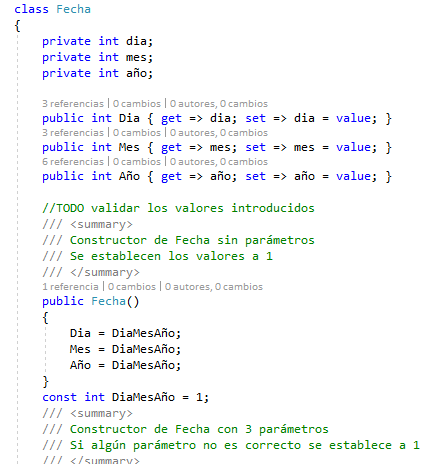 class Fecha
{
private int dia;
private int mes;
private int año;
3 referencias | 0 cambios | 0 autores, 0 cambios
public int Dia { get => dia; set => dia = value; }
3 referencias | 0 cambios | 0 autores, 0 cambios
public int Mes { get => mes; set => mes = value; }
6 referencias | 0 cambios | 0 autores, 0 cambios
public int Año { get => año; set => año = value; }
//TODO validar los valores introducidos
/// <summary>
/// Constructor de Fecha sin parámetros
/// Se establecen los valores a 1
/// </summary>
1 referencia | 0 cambios | 0 autores, 0 cambios
public Fecha()
{
Dia = DiaMesAño;
Mes = DiaMesAño;
Año = DiaMesAño;
}
const int DiaMesAño = 1;
/// <summary>
/// Constructor de Fecha con 3 parámetros
/// Si algún parámetro no es correcto se establece a 1
/// </summary>